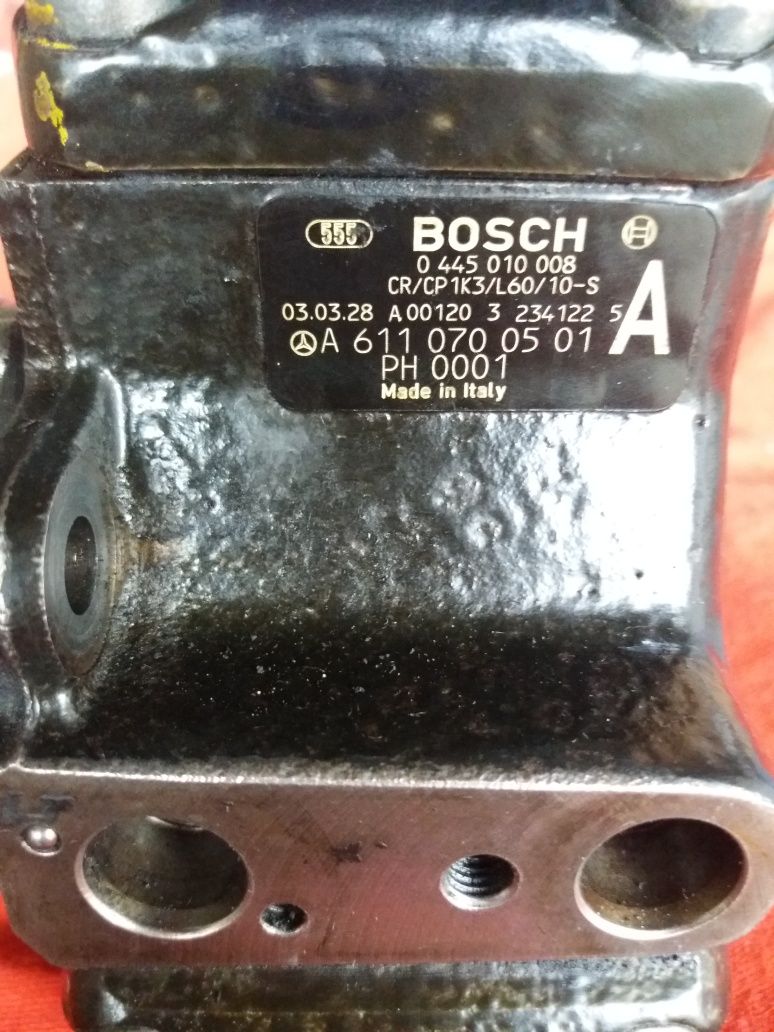 555 BOSCH
0 445 010 008
CR/CP1K3/L60/10-S
03.03.28 A00120 3 234122 5
A 611 070 05 01
A
PH 0001
Made in Italy